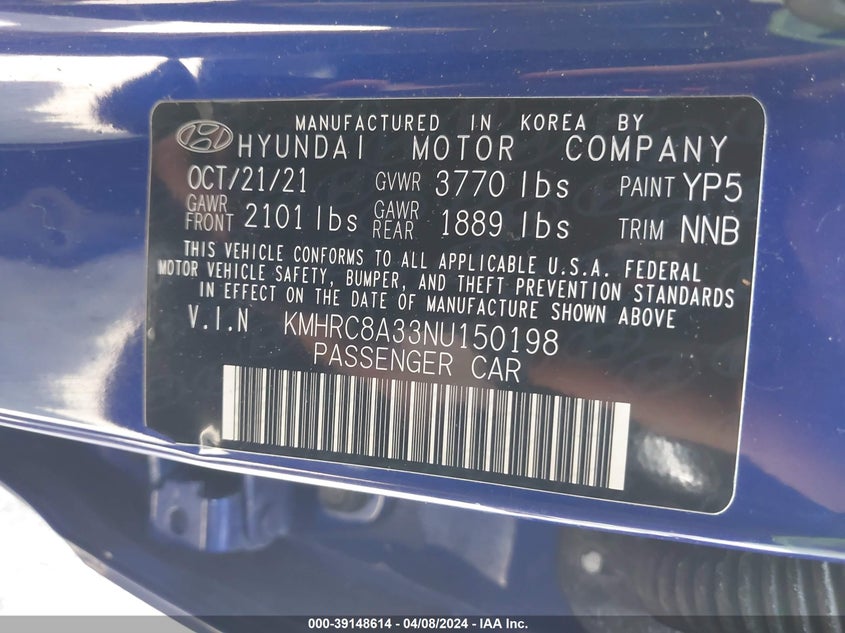 MANUFACTURED IN KOREA BY
HYUNDAI MOTOR COMPANY
OCT/21/21 GVWR 3770 lbs PAINT YP5
GAWR FRONT 2101 lbs GAWR REAR 1889 lbs TRIM NNB
THIS VEHICLE CONFORMS TO ALL APPLICABLE U.S.A. FEDERAL
MOTOR VEHICLE SAFETY, BUMPER, AND THEFT PREVENTION STANDARDS
IN EFFECT ON THE DATE OF MANUFACTURE SHOWN ABOVE
V.I.N KMHRC8A33NU150198
PASSENGER CAR
000-39148614 - 04/08/2024 - IAA Inc.